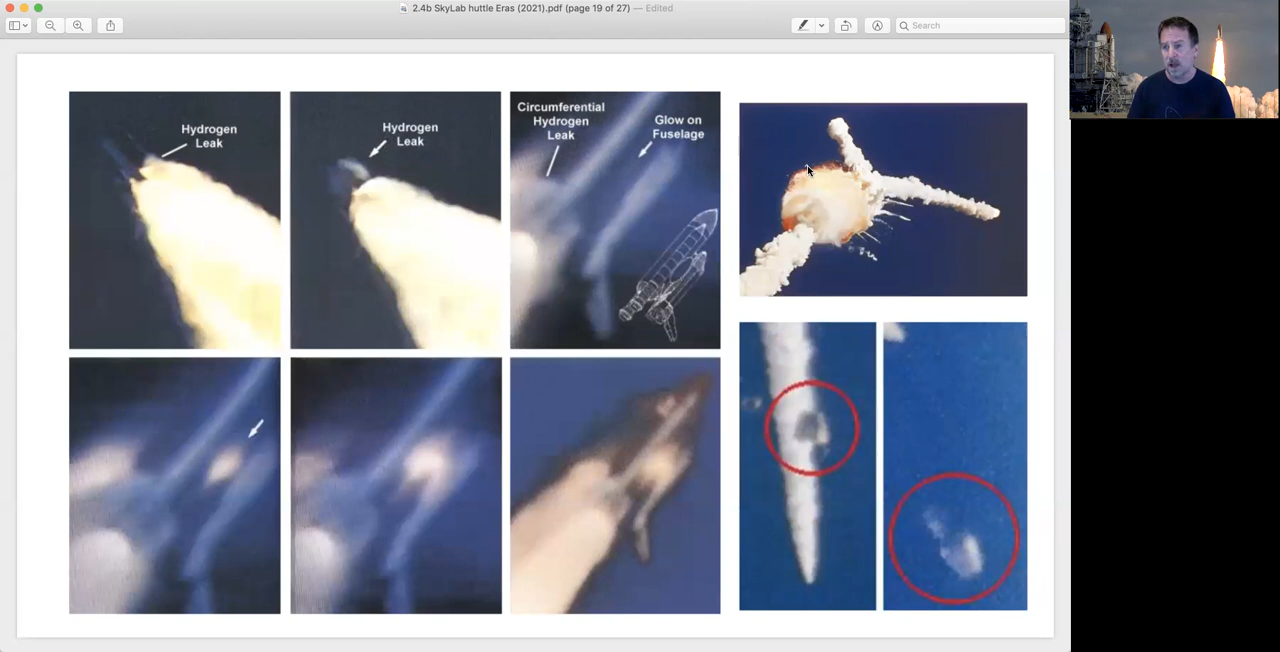 2.4b SkyLab huttle Eras (2021).pdf (page 19 of 27) — Edited
Search
Hydrogen
Leak
Hydrogen
Leak
Circumferential
Hydrogen
Leak
Glow on
Fuselage